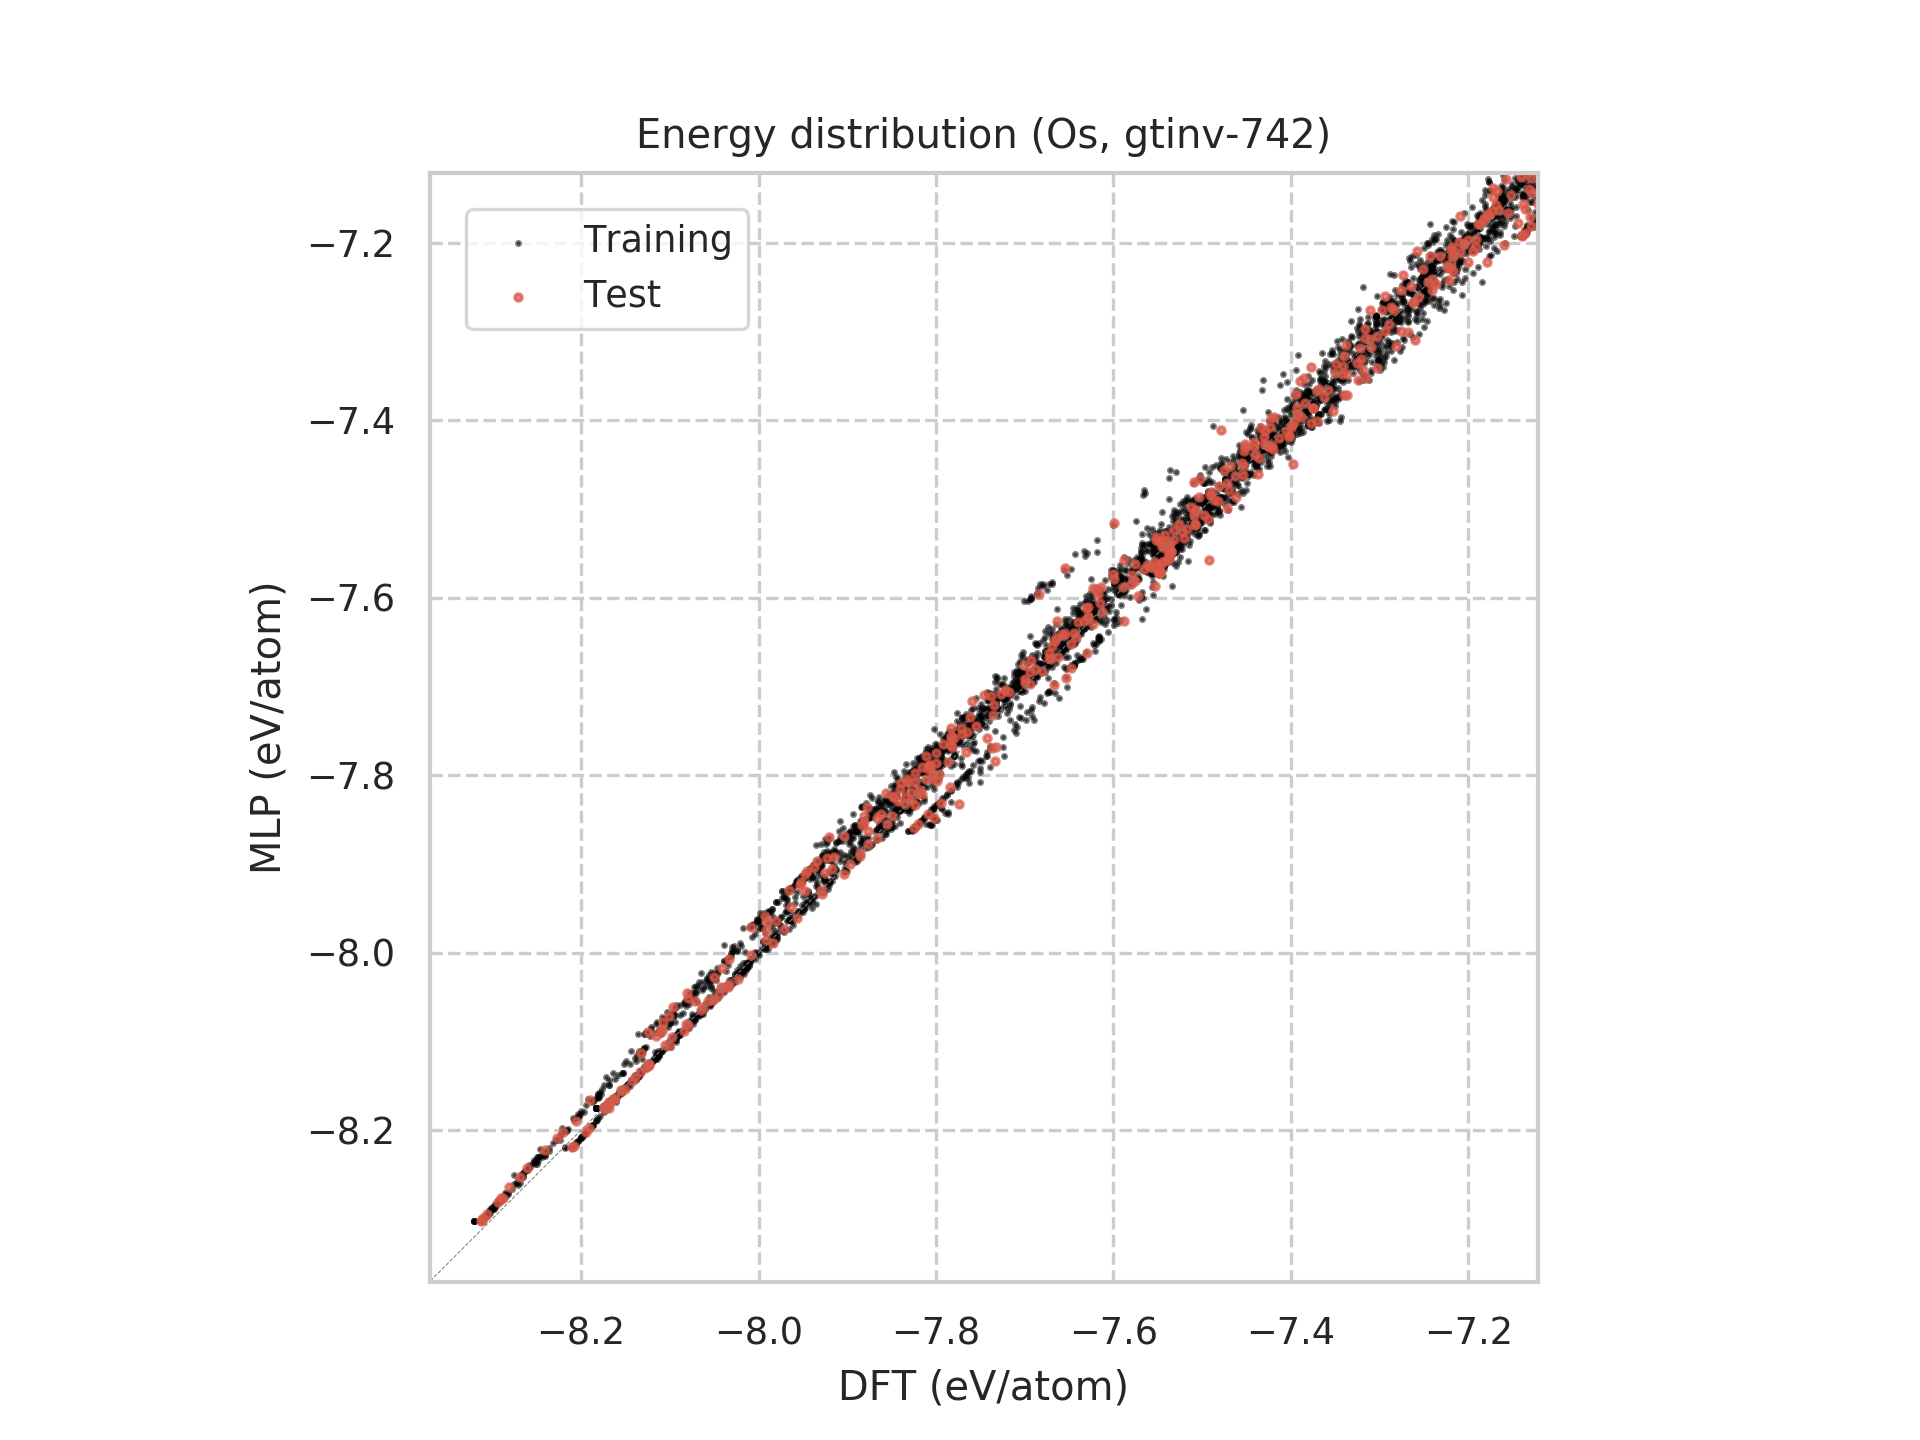 Energy distribution (Os, gtinv-742)
Training
Test
−7.2
−7.4
−7.6
−7.8
−8.0
−8.2
MLP (eV/atom)
−8.2 −8.0 −7.8 −7.6 −7.4 −7.2
DFT (eV/atom)